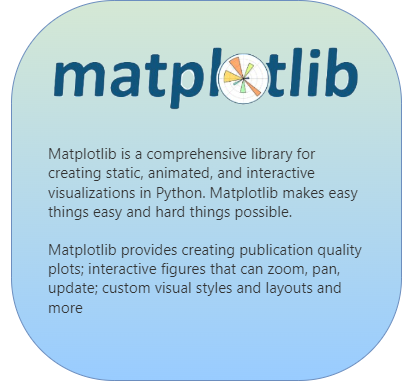 matplotlib
Matplotlib is a comprehensive library for
creating static, animated, and interactive
visualizations in Python. Matplotlib makes easy
things easy and hard things possible.
Matplotlib provides creating publication quality
plots; interactive figures that can zoom, pan,
update; custom visual styles and layouts and
more